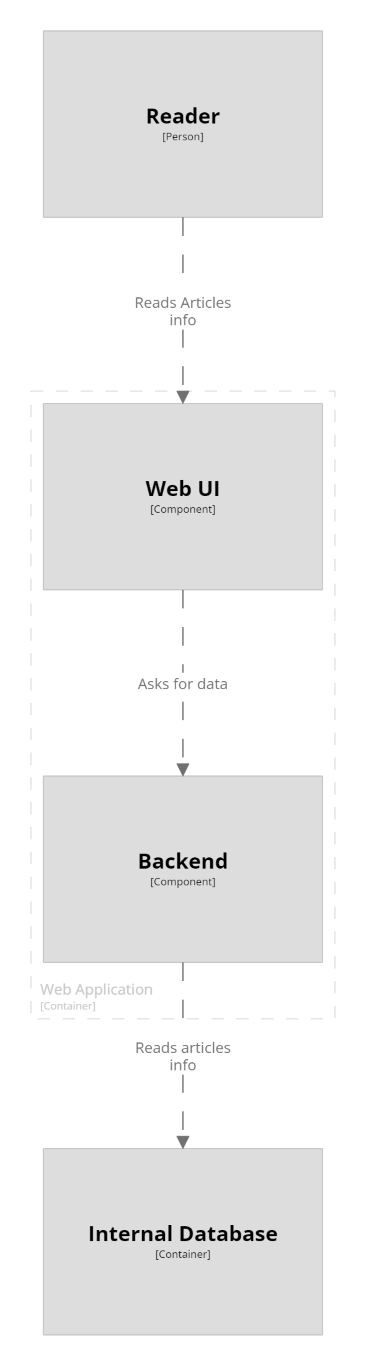 Reader
[Person]
Reads Articles
info
Web UI
[Component]
Asks for data
Backend
[Component]
Web Application
[Container]
Reads articles
info
Internal Database
[Container]